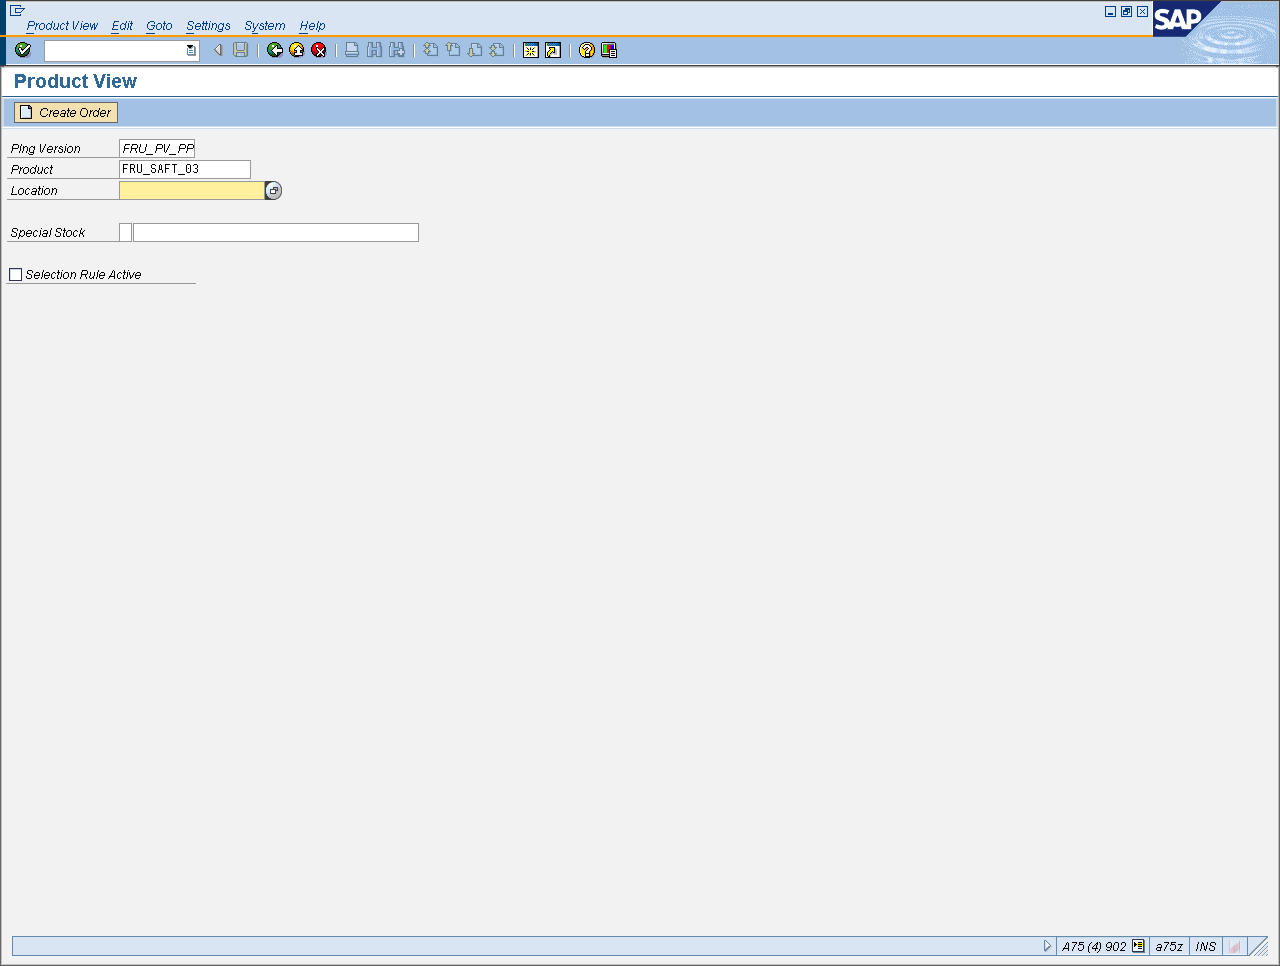 Product View Edit Goto Settings System Help
SAP
Product View
Create Order
Plng Version FRU_PV_PP
Product FRU_SAFT_03
Location
Special Stock
Selection Rule Active
A75 (4) 902 a75z INS